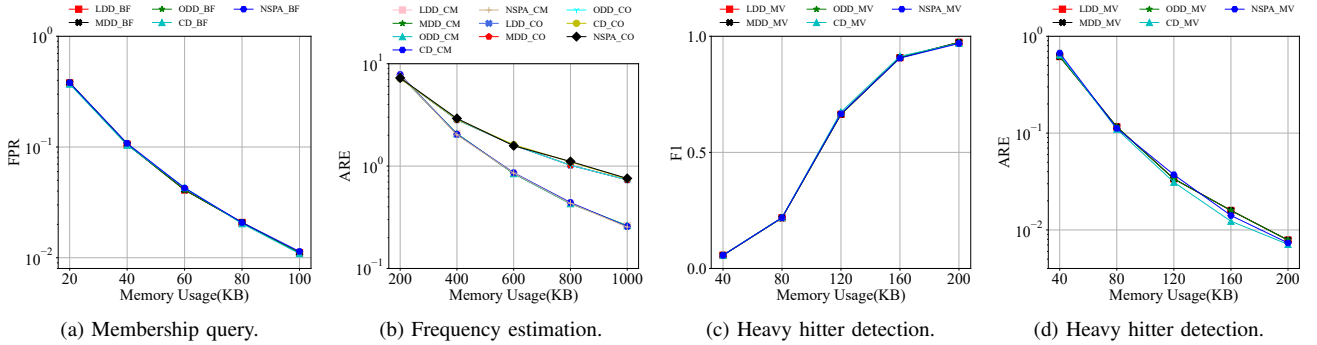 LDD_BF ODD_BF NSPA_BF
MDD_BF CD_BF
10^0
10^-1
10^-2
FPR
20 40 60 80 100
Memory Usage(KB)
(a) Membership query.
LDD_CM NSPA_CM ODD_CO
MDD_CM LDD_CO CD_CO
ODD_CM MDD_CO NSPA_CO
CD_CM
10^1
10^0
10^-1
ARE
200 400 600 800 1000
Memory Usage(KB)
(b) Frequency estimation.
LDD_MV ODD_MV NSPA_MV
MDD_MV CD_MV
1.0
0.5
0.0
F1
40 80 120 160 200
Memory Usage(KB)
(c) Heavy hitter detection.
LDD_MV ODD_MV NSPA_MV
MDD_MV CD_MV
10^0
10^-1
10^-2
ARE
40 80 120 160 200
Memory Usage(KB)
(d) Heavy hitter detection.